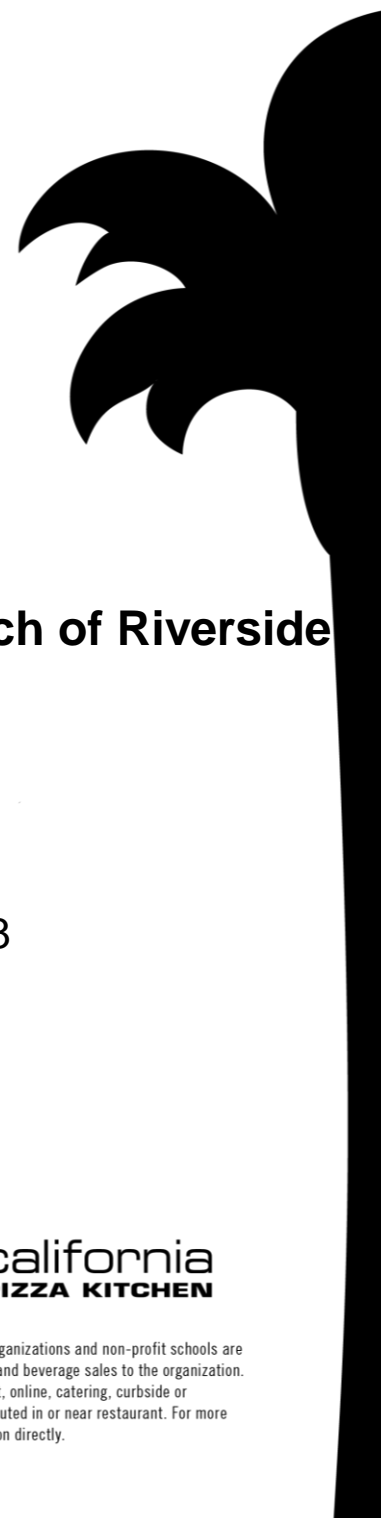 ch of Riverside
3
california
IZZA KITCHEN
ganizations and non-profit schools are
and beverage sales to the organization.
t, online, catering, curbside or
uted in or near restaurant. For more
on directly.